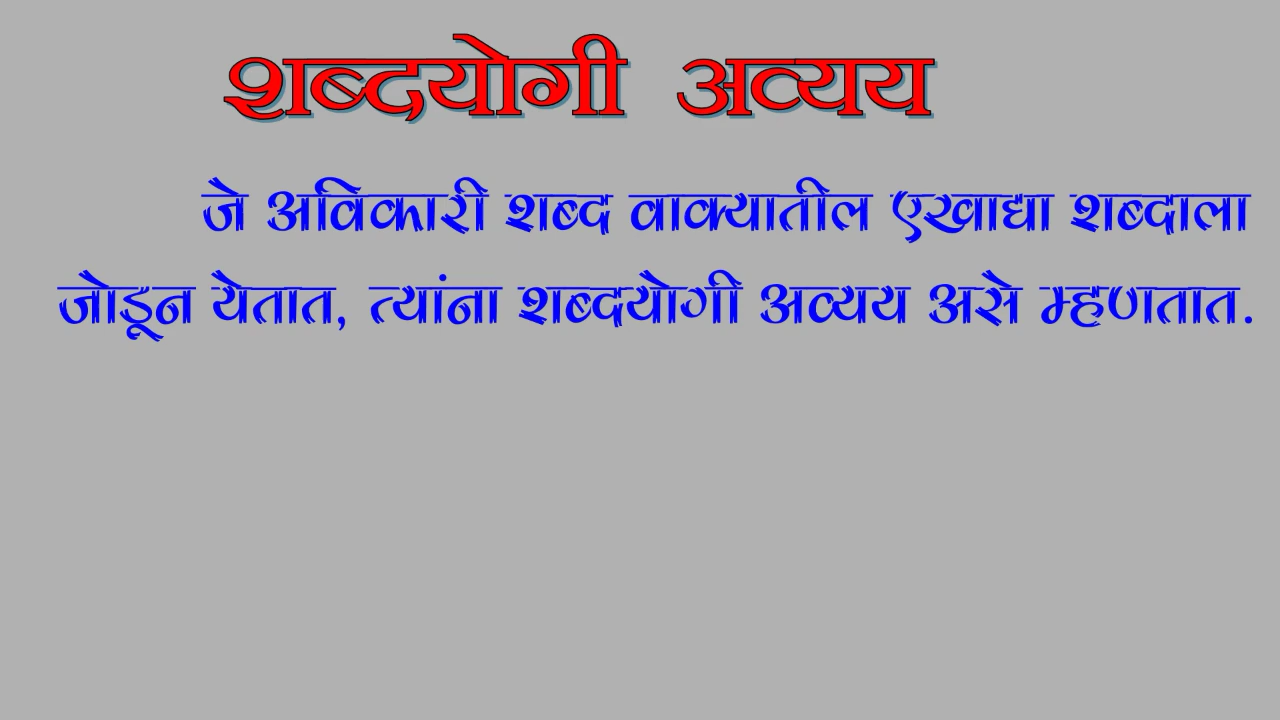 शब्दयोगी अव्यय
जे अविकारी शब्द वाक्यातील एखाद्या शब्दाला
जोडून येतात, त्यांना शब्दयोगी अव्यय असे म्हणतात.